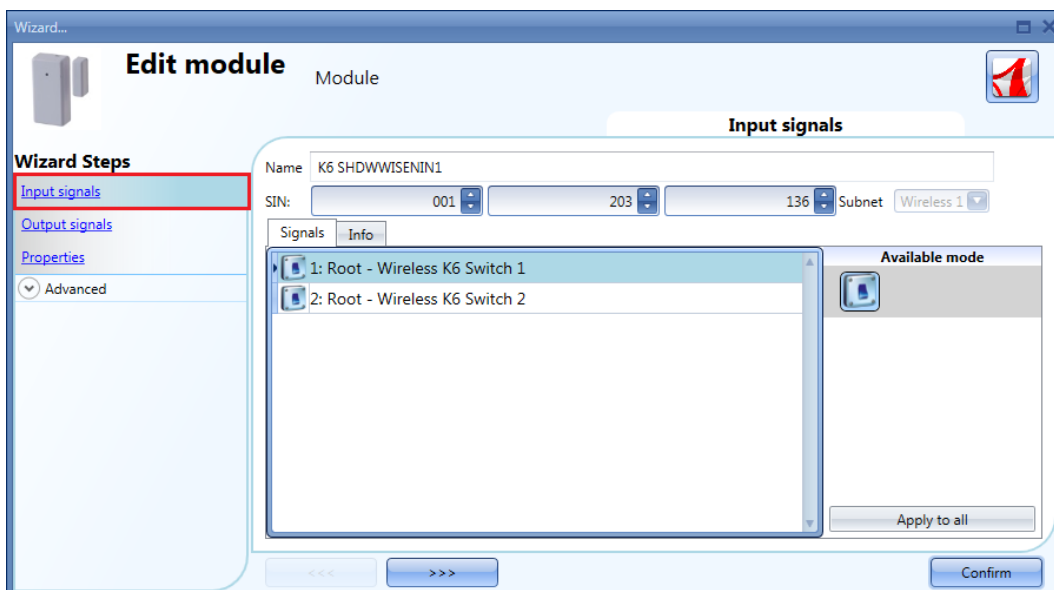 Wizard...
Edit module
Module
Input signals
Wizard Steps
Input signals
Output signals
Properties
Advanced
Name K6 SHDWWISENIN1
SIN: 001 203 136 Subnet Wireless 1
Signals Info
1: Root - Wireless K6 Switch 1
2: Root - Wireless K6 Switch 2
Available mode
Apply to all
<<< >>> Confirm